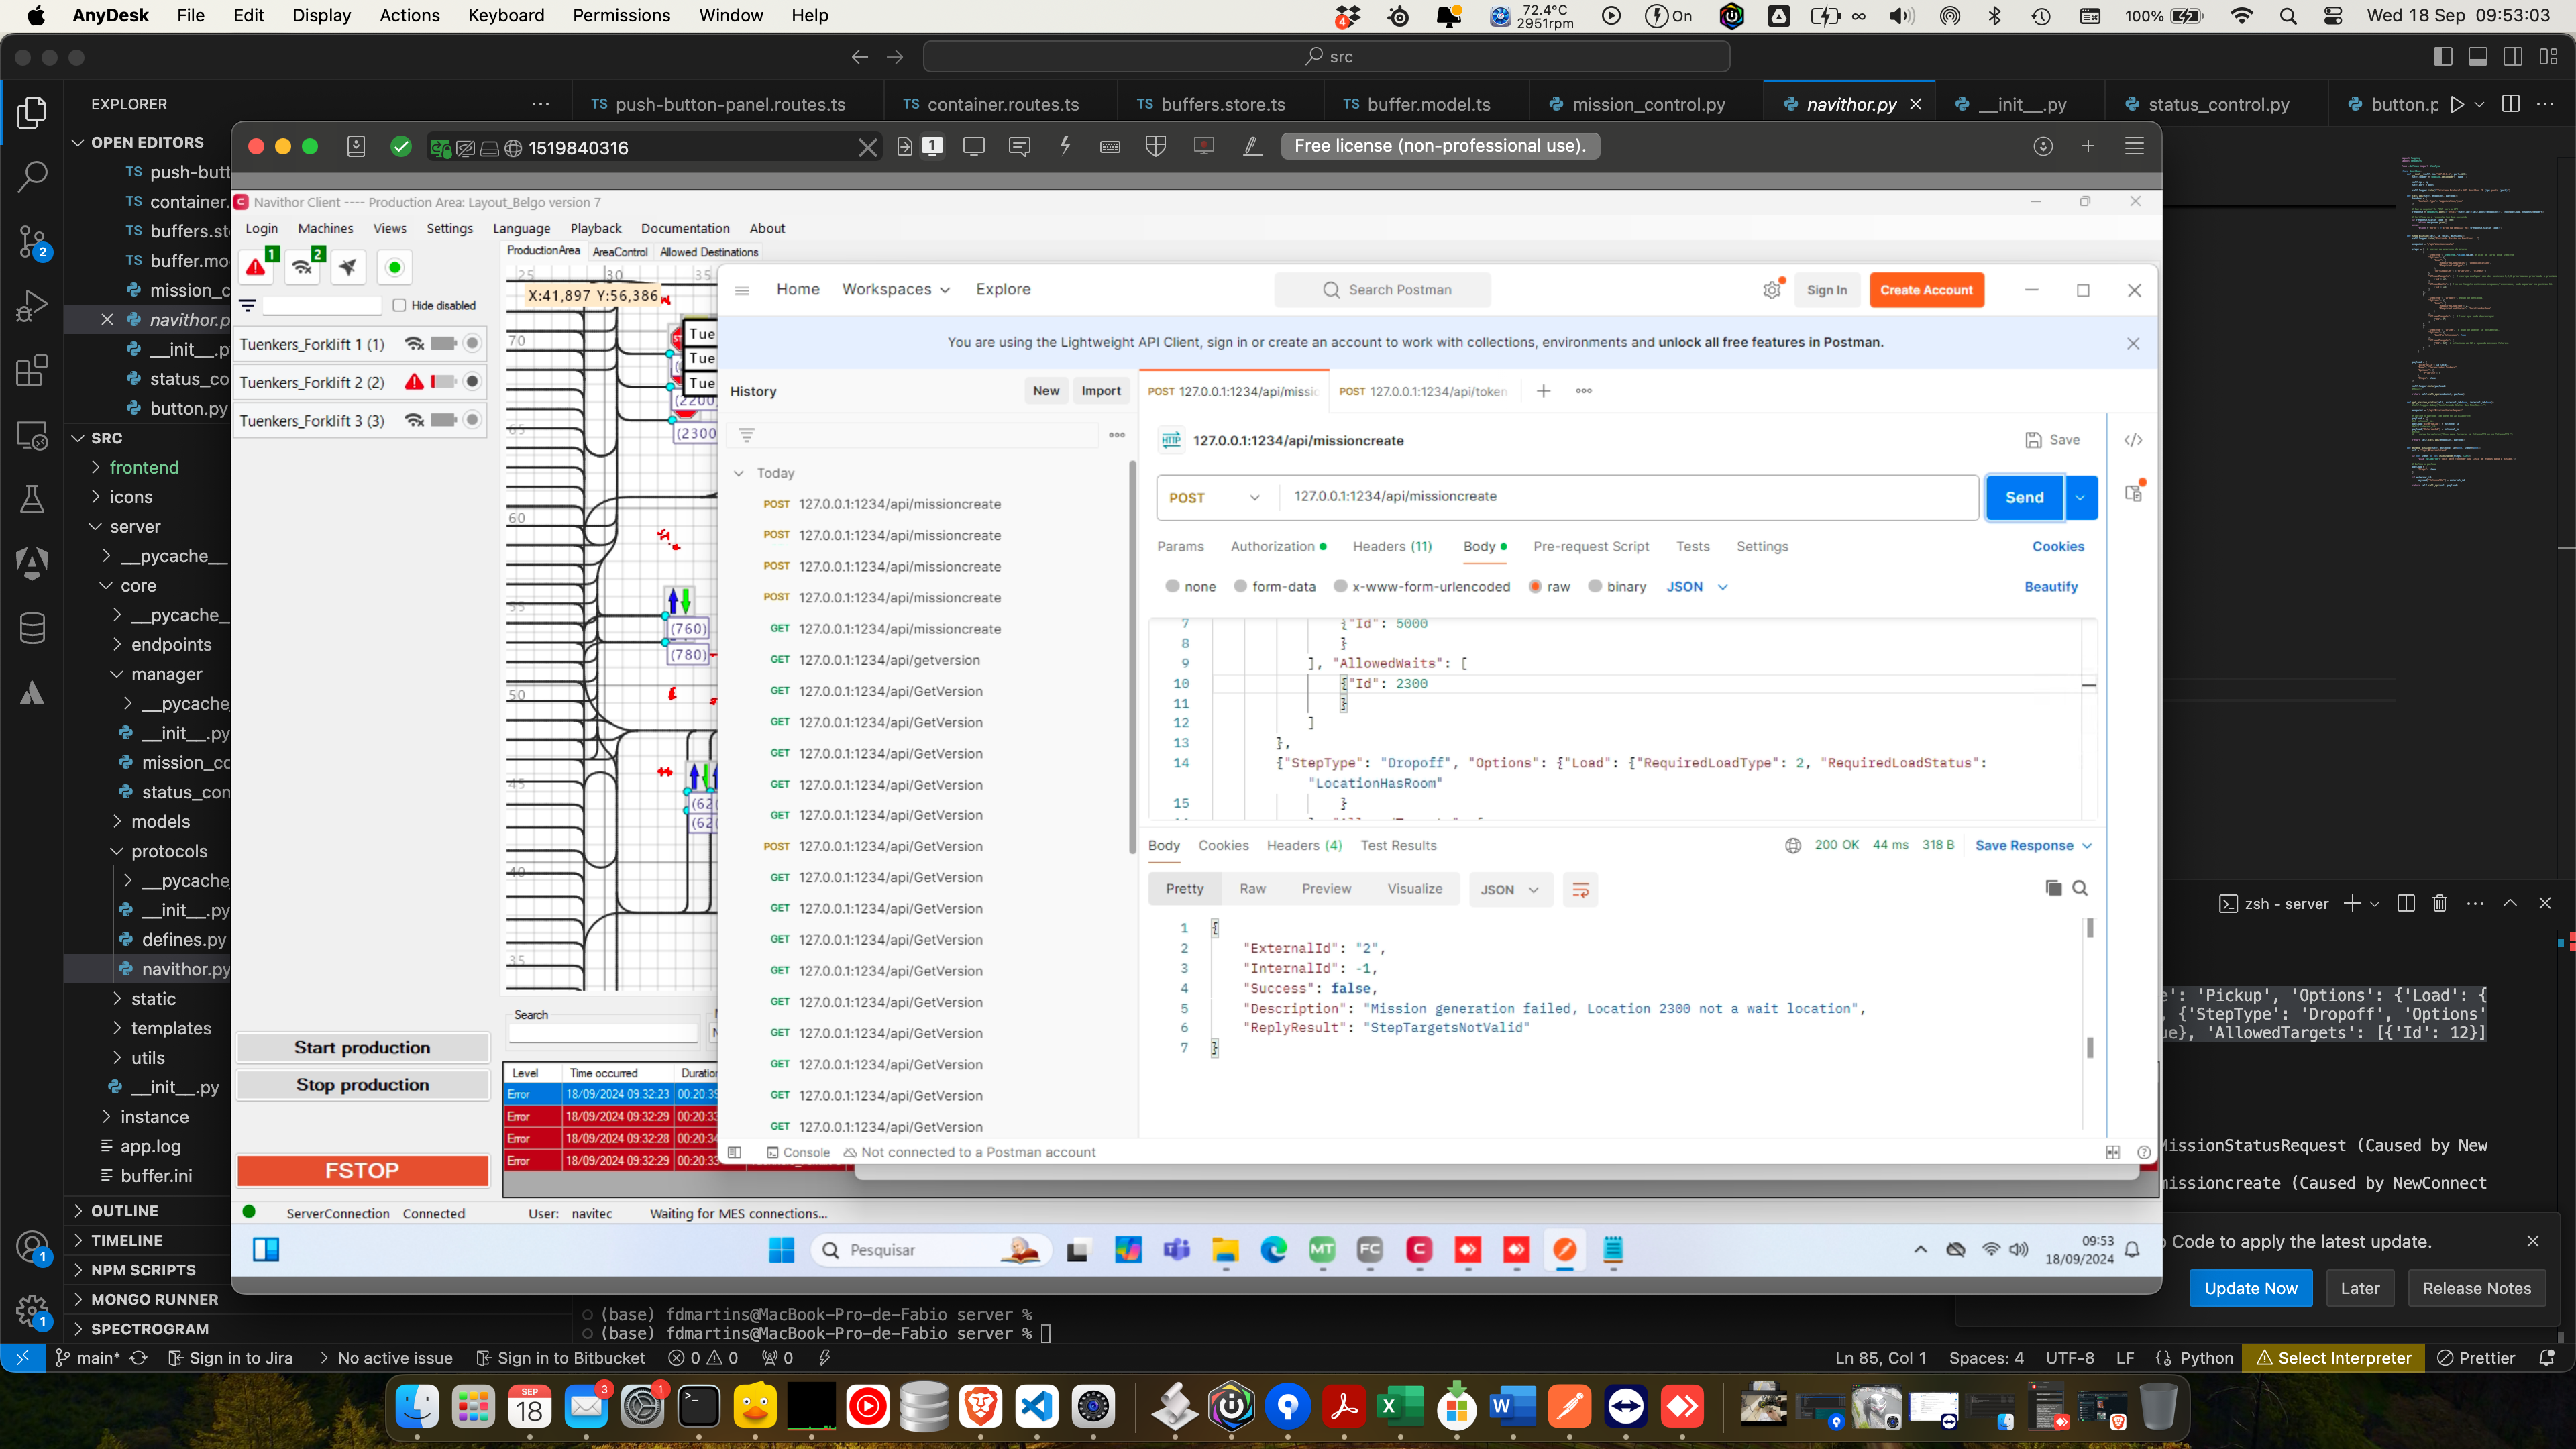 AnyDesk File Edit Display Actions Keyboard Permissions Window Help
4 72.4°C 2951rpm On 100% Wed 18 Sep 09:53:03
src
EXPLORER
push-button-panel.routes.ts container.routes.ts buffers.store.ts buffer.model.ts mission_control.py navithor.py __init__.py status_control.py button.p
OPEN EDITORS
TS push-butt
TS container.
TS buffers.st
TS buffer.mo
mission_c
navithor.p
__init__.p
status_co
button.py
SRC
frontend
icons
server
__pycache__
core
__pycache_
endpoints
manager
__pycache
__init__.py
mission_co
status_con
models
protocols
__pycache_
__init__.py
defines.py
navithor.py
static
templates
utils
__init__.py
instance
app.log
buffer.ini
OUTLINE
TIMELINE
NPM SCRIPTS
MONGO RUNNER
SPECTROGRAM
1519840316
1
Free license (non-professional use).
Navithor Client ---- Production Area: Layout_Belgo version 7
Login Machines Views Settings Language Playback Documentation About
1 2
Hide disabled
Tuenkers_Forklift 1 (1)
Tuenkers_Forklift 2 (2)
Tuenkers_Forklift 3 (3)
Start production
Stop production
FSTOP
ProductionArea AreaControl Allowed Destinations
25 30 35
X:41,897 Y:56,386
70
Tue
Tue
Tue
(2200
65
(2300
60
55
(760)
(780)
50
45
(62(
(62(
40
35
Search
Level Time occurred Duration
Error 18/09/2024 09:32:23 00:20:39
Error 18/09/2024 09:32:29 00:20:33
Error 18/09/2024 09:32:28 00:20:34
Error 18/09/2024 09:32:29 00:20:33
ServerConnection Connected User: navitec Waiting for MES connections...
Home Workspaces Explore
Search Postman
Sign In Create Account
You are using the Lightweight API Client, sign in or create an account to work with collections, environments and unlock all free features in Postman.
History New Import
Today
POST 127.0.0.1:1234/api/missioncreate
POST 127.0.0.1:1234/api/missioncreate
POST 127.0.0.1:1234/api/missioncreate
POST 127.0.0.1:1234/api/missioncreate
GET 127.0.0.1:1234/api/missioncreate
GET 127.0.0.1:1234/api/getversion
GET 127.0.0.1:1234/api/GetVersion
GET 127.0.0.1:1234/api/GetVersion
GET 127.0.0.1:1234/api/GetVersion
GET 127.0.0.1:1234/api/GetVersion
GET 127.0.0.1:1234/api/GetVersion
POST 127.0.0.1:1234/api/GetVersion
GET 127.0.0.1:1234/api/GetVersion
GET 127.0.0.1:1234/api/GetVersion
GET 127.0.0.1:1234/api/GetVersion
GET 127.0.0.1:1234/api/GetVersion
GET 127.0.0.1:1234/api/GetVersion
GET 127.0.0.1:1234/api/GetVersion
GET 127.0.0.1:1234/api/GetVersion
GET 127.0.0.1:1234/api/GetVersion
GET 127.0.0.1:1234/api/GetVersion
Console Not connected to a Postman account
POST 127.0.0.1:1234/api/missio POST 127.0.0.1:1234/api/token
HTTP 127.0.0.1:1234/api/missioncreate Save
POST 127.0.0.1:1234/api/missioncreate Send
Params Authorization Headers (11) Body Pre-request Script Tests Settings Cookies
none form-data x-www-form-urlencoded raw binary JSON Beautify
7 {"Id": 5000
8 }
9 ], "AllowedWaits": [
10 {"Id": 2300
11 }
12 ]
13 },
14 {"StepType": "Dropoff", "Options": {"Load": {"RequiredLoadType": 2, "RequiredLoadStatus":
"LocationHasRoom"
15 }
Body Cookies Headers (4) Test Results 200 OK 44 ms 318 B Save Response
Pretty Raw Preview Visualize JSON
1 {
2 "ExternalId": "2",
3 "InternalId": -1,
4 "Success": false,
5 "Description": "Mission generation failed, Location 2300 not a wait location",
6 "ReplyResult": "StepTargetsNotValid"
7 }
Pesquisar
MT FC C
09:53
18/09/2024
zsh - server
e': 'Pickup', 'Options': {'Load': {
, {'StepType': 'Dropoff', 'Options'
ue}, 'AllowedTargets': [{'Id': 12}]
MissionStatusRequest (Caused by New
missioncreate (Caused by NewConnect
Code to apply the latest update.
Update Now Later Release Notes
(base) fdmartins@MacBook-Pro-de-Fabio server %
(base) fdmartins@MacBook-Pro-de-Fabio server %
main* Sign in to Jira No active issue Sign in to Bitbucket 0 0 0
Ln 85, Col 1 Spaces: 4 UTF-8 LF Python Select Interpreter Prettier
SEP 18 3 1